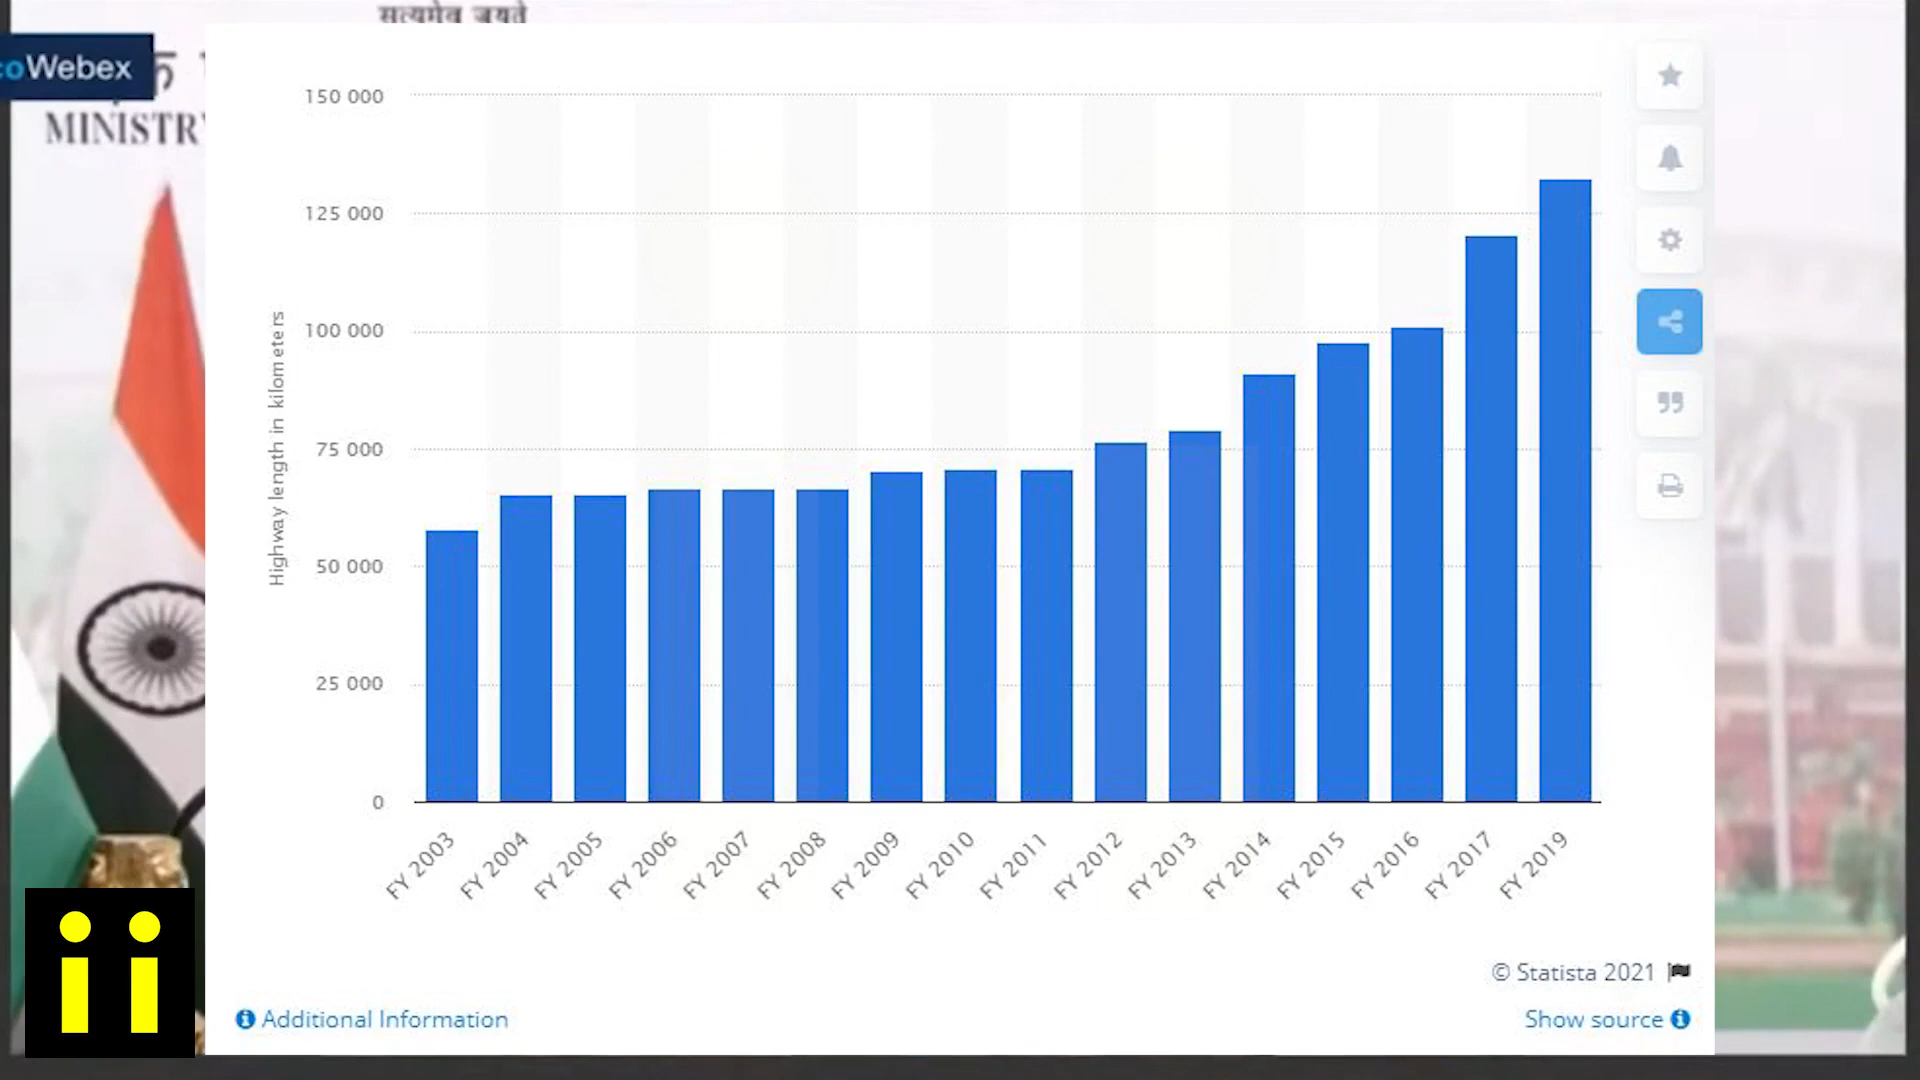 सत्यमेव जयते
coWebex
MINISTRY
150 000
125 000
100 000
75 000
50 000
25 000
0
Highway length in kilometers
FY 2003
FY 2004
FY 2005
FY 2006
FY 2007
FY 2008
FY 2009
FY 2010
FY 2011
FY 2012
FY 2013
FY 2014
FY 2015
FY 2016
FY 2017
FY 2019
© Statista 2021
Additional Information
Show source
ii